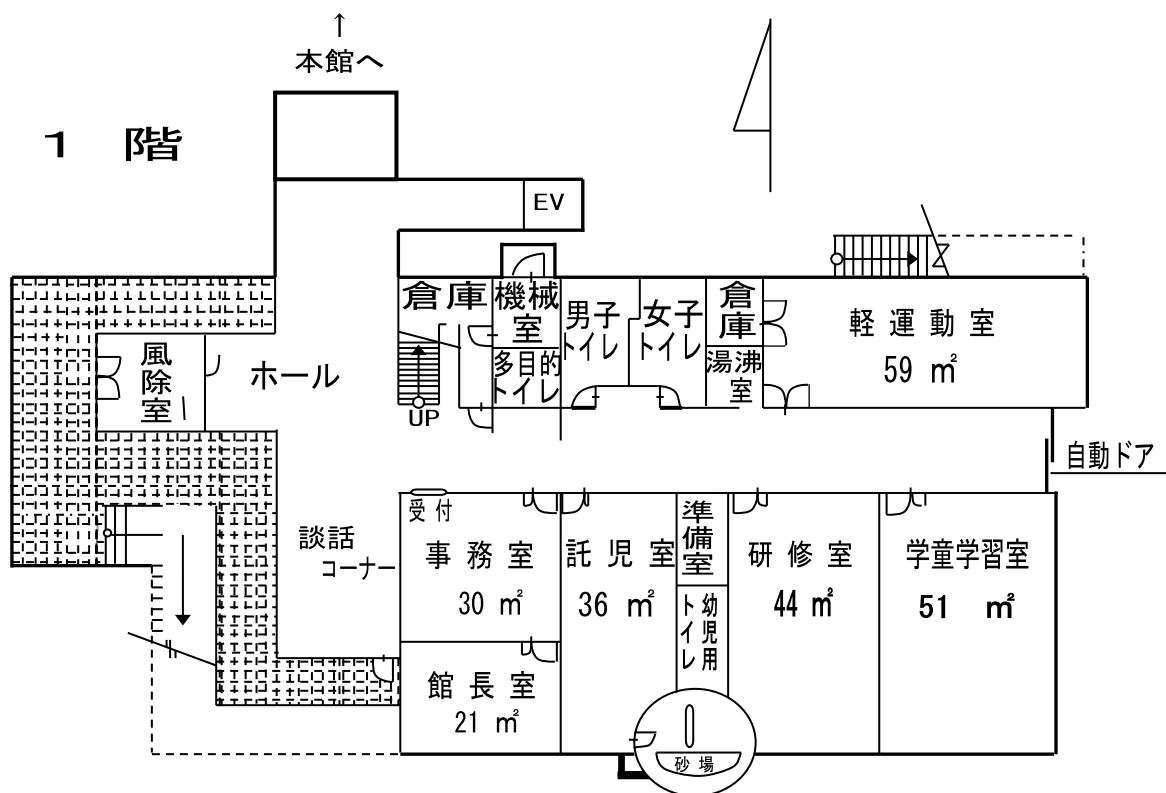 ↑
本館へ
1 階
EV
倉庫
機械
室
男子
トイレ
女子
トイレ
倉
庫
軽運動室
59 ㎡
風
除
室
ホール
多目的
トイレ
湯沸
室
UP
自動ドア
受付
談話
コーナー
事務室
30 ㎡
託児室
36 ㎡
準
備
室
研修室
44 ㎡
学童学習室
51 ㎡
幼児用
トイレ
館長室
21 ㎡
砂場